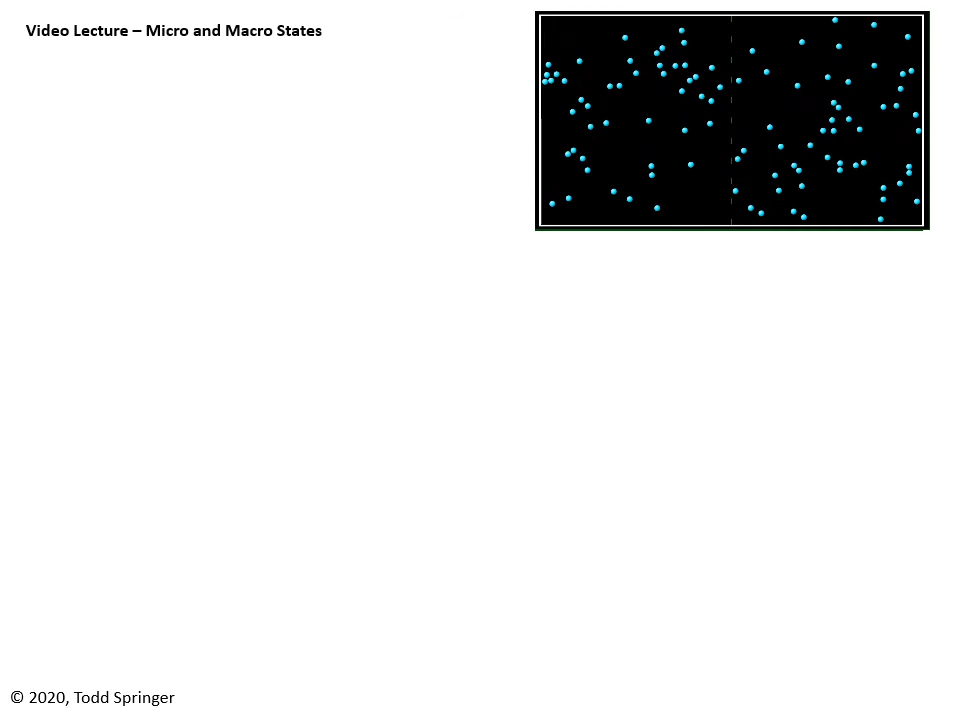 Video Lecture – Micro and Macro States
© 2020, Todd Springer